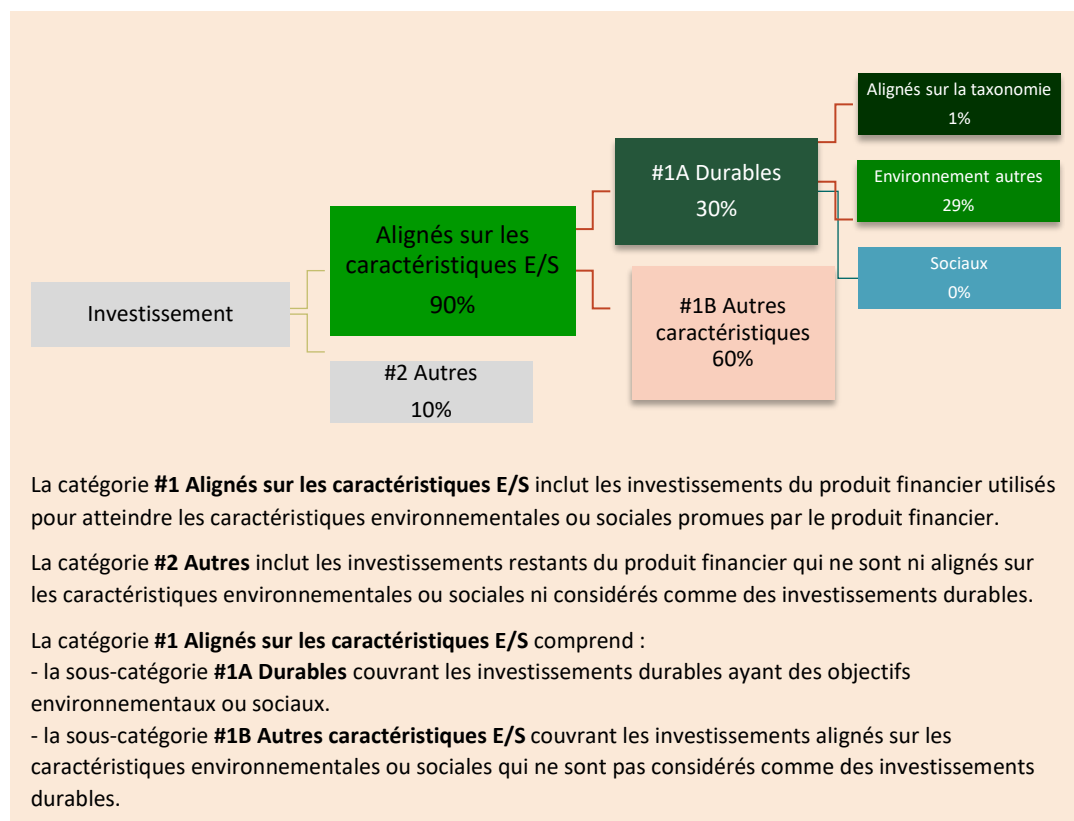 Alignés sur la taxonomie
1%
#1A Durables
30%
Environnement autres
29%
Alignés sur les
caractéristiques E/S
90%
Sociaux
0%
Investissement
#1B Autres
caractéristiques
60%
#2 Autres
10%
La catégorie #1 Alignés sur les caractéristiques E/S inclut les investissements du produit financier utilisés
pour atteindre les caractéristiques environnementales ou sociales promues par le produit financier.
La catégorie #2 Autres inclut les investissements restants du produit financier qui ne sont ni alignés sur
les caractéristiques environnementales ou sociales ni considérés comme des investissements durables.
La catégorie #1 Alignés sur les caractéristiques E/S comprend :
- la sous-catégorie #1A Durables couvrant les investissements durables ayant des objectifs
environnementaux ou sociaux.
- la sous-catégorie #1B Autres caractéristiques E/S couvrant les investissements alignés sur les
caractéristiques environnementales ou sociales qui ne sont pas considérés comme des investissements
durables.